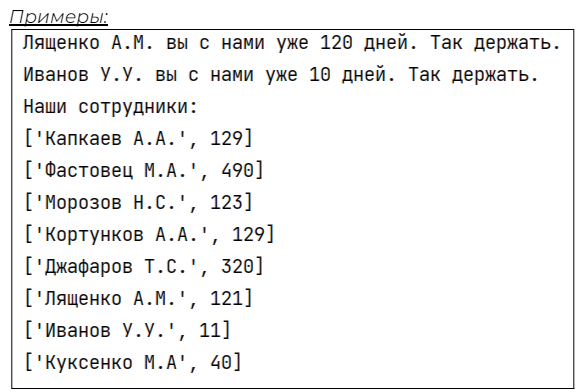 Примеры:
Лященко А.М. вы с нами уже 120 дней. Так держать.
Иванов У.У. вы с нами уже 10 дней. Так держать.
Наши сотрудники:
['Капкаев А.А.', 129]
['Фастовец М.А.', 490]
['Морозов Н.С.', 123]
['Кортунков А.А.', 129]
['Джафаров Т.С.', 320]
['Лященко А.М.', 121]
['Иванов У.У.', 11]
['Куксенко М.А', 40]